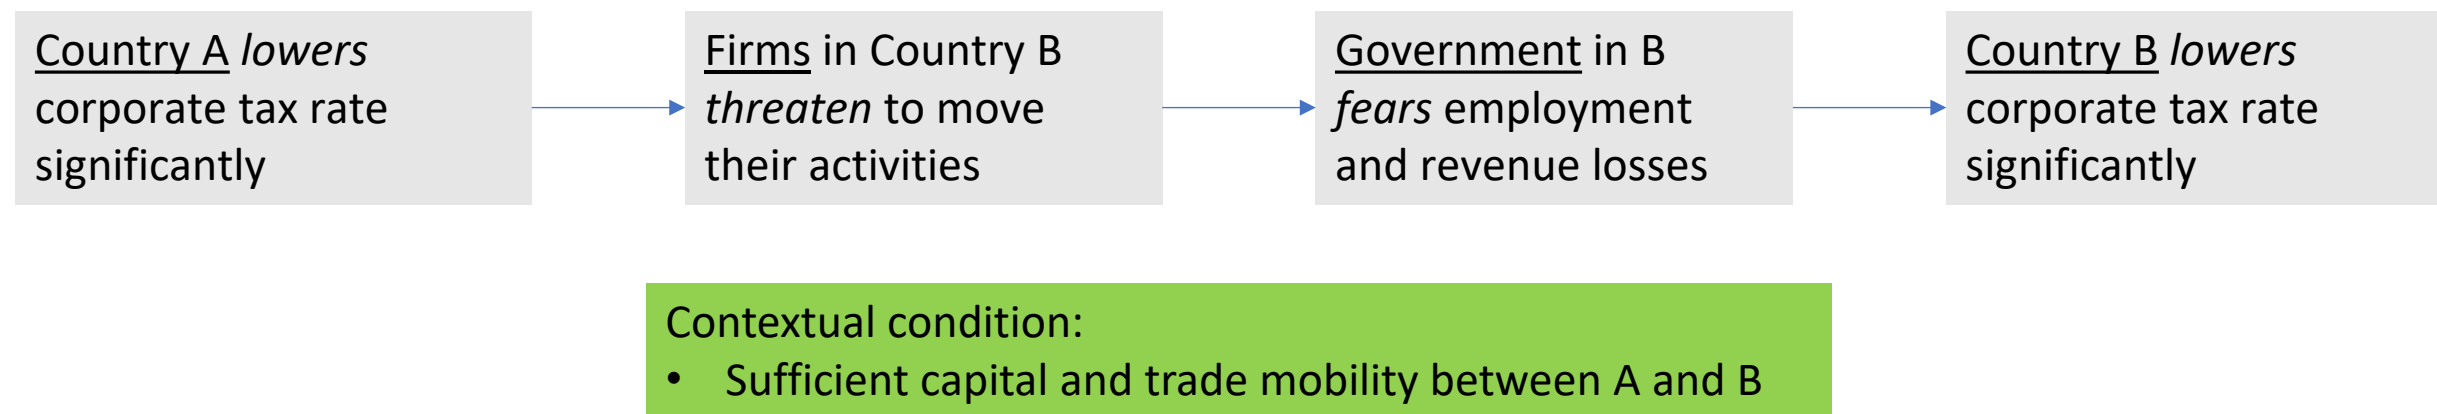 Country A lowers
corporate tax rate
significantly
Firms in Country B
threaten to move
their activities
Government in B
fears employment
and revenue losses
Country B lowers
corporate tax rate
significantly
Contextual condition:
• Sufficient capital and trade mobility between A and B